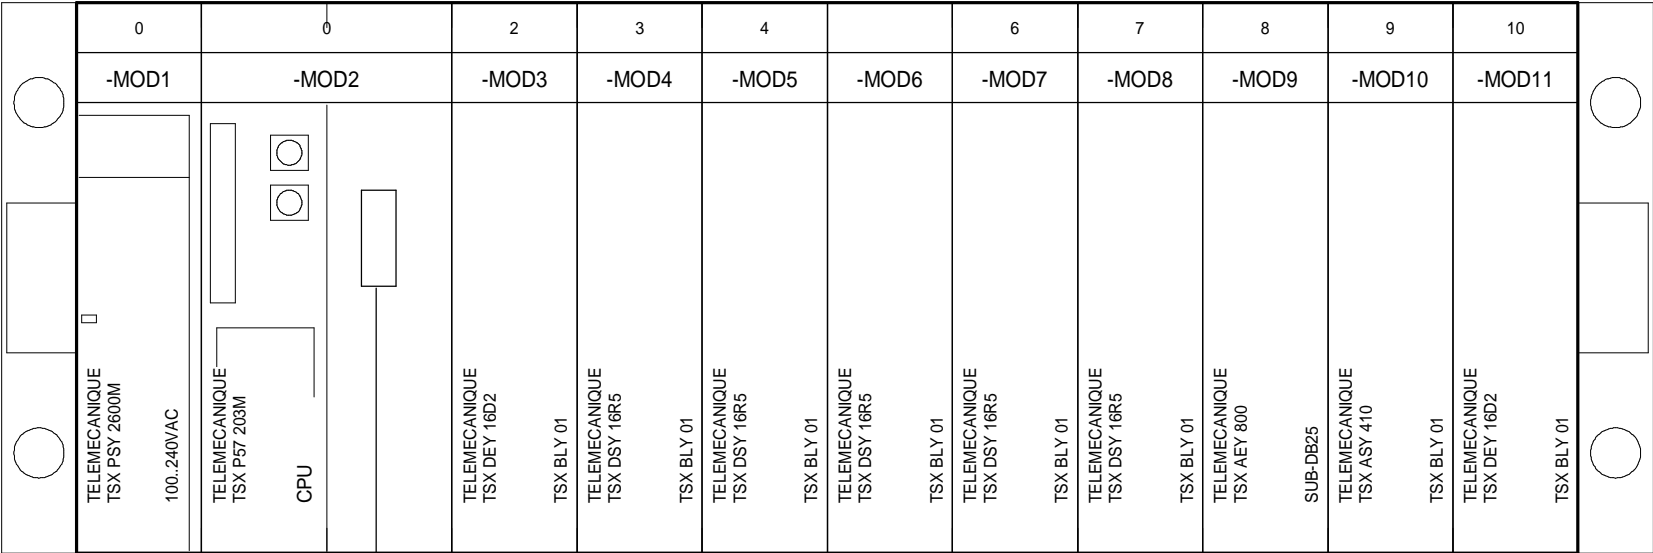 0 0 2 3 4 6 7 8 9 10
-MOD1 -MOD2 -MOD3 -MOD4 -MOD5 -MOD6 -MOD7 -MOD8 -MOD9 -MOD10 -MOD11
TELEMECANIQUE
TSX PSY 2600M
100..240VAC
TELEMECANIQUE
TSX P57 203M
CPU
TELEMECANIQUE
TSX DEY 16D2
TSX BLY 01
TELEMECANIQUE
TSX DSY 16R5
TSX BLY 01
TELEMECANIQUE
TSX DSY 16R5
TSX BLY 01
TELEMECANIQUE
TSX DSY 16R5
TSX BLY 01
TELEMECANIQUE
TSX DSY 16R5
TSX BLY 01
TELEMECANIQUE
TSX DSY 16R5
TSX BLY 01
TELEMECANIQUE
TSX AEY 800
SUB-DB25
TELEMECANIQUE
TSX ASY 410
TSX BLY 01
TELEMECANIQUE
TSX DEY 16D2
TSX BLY 01